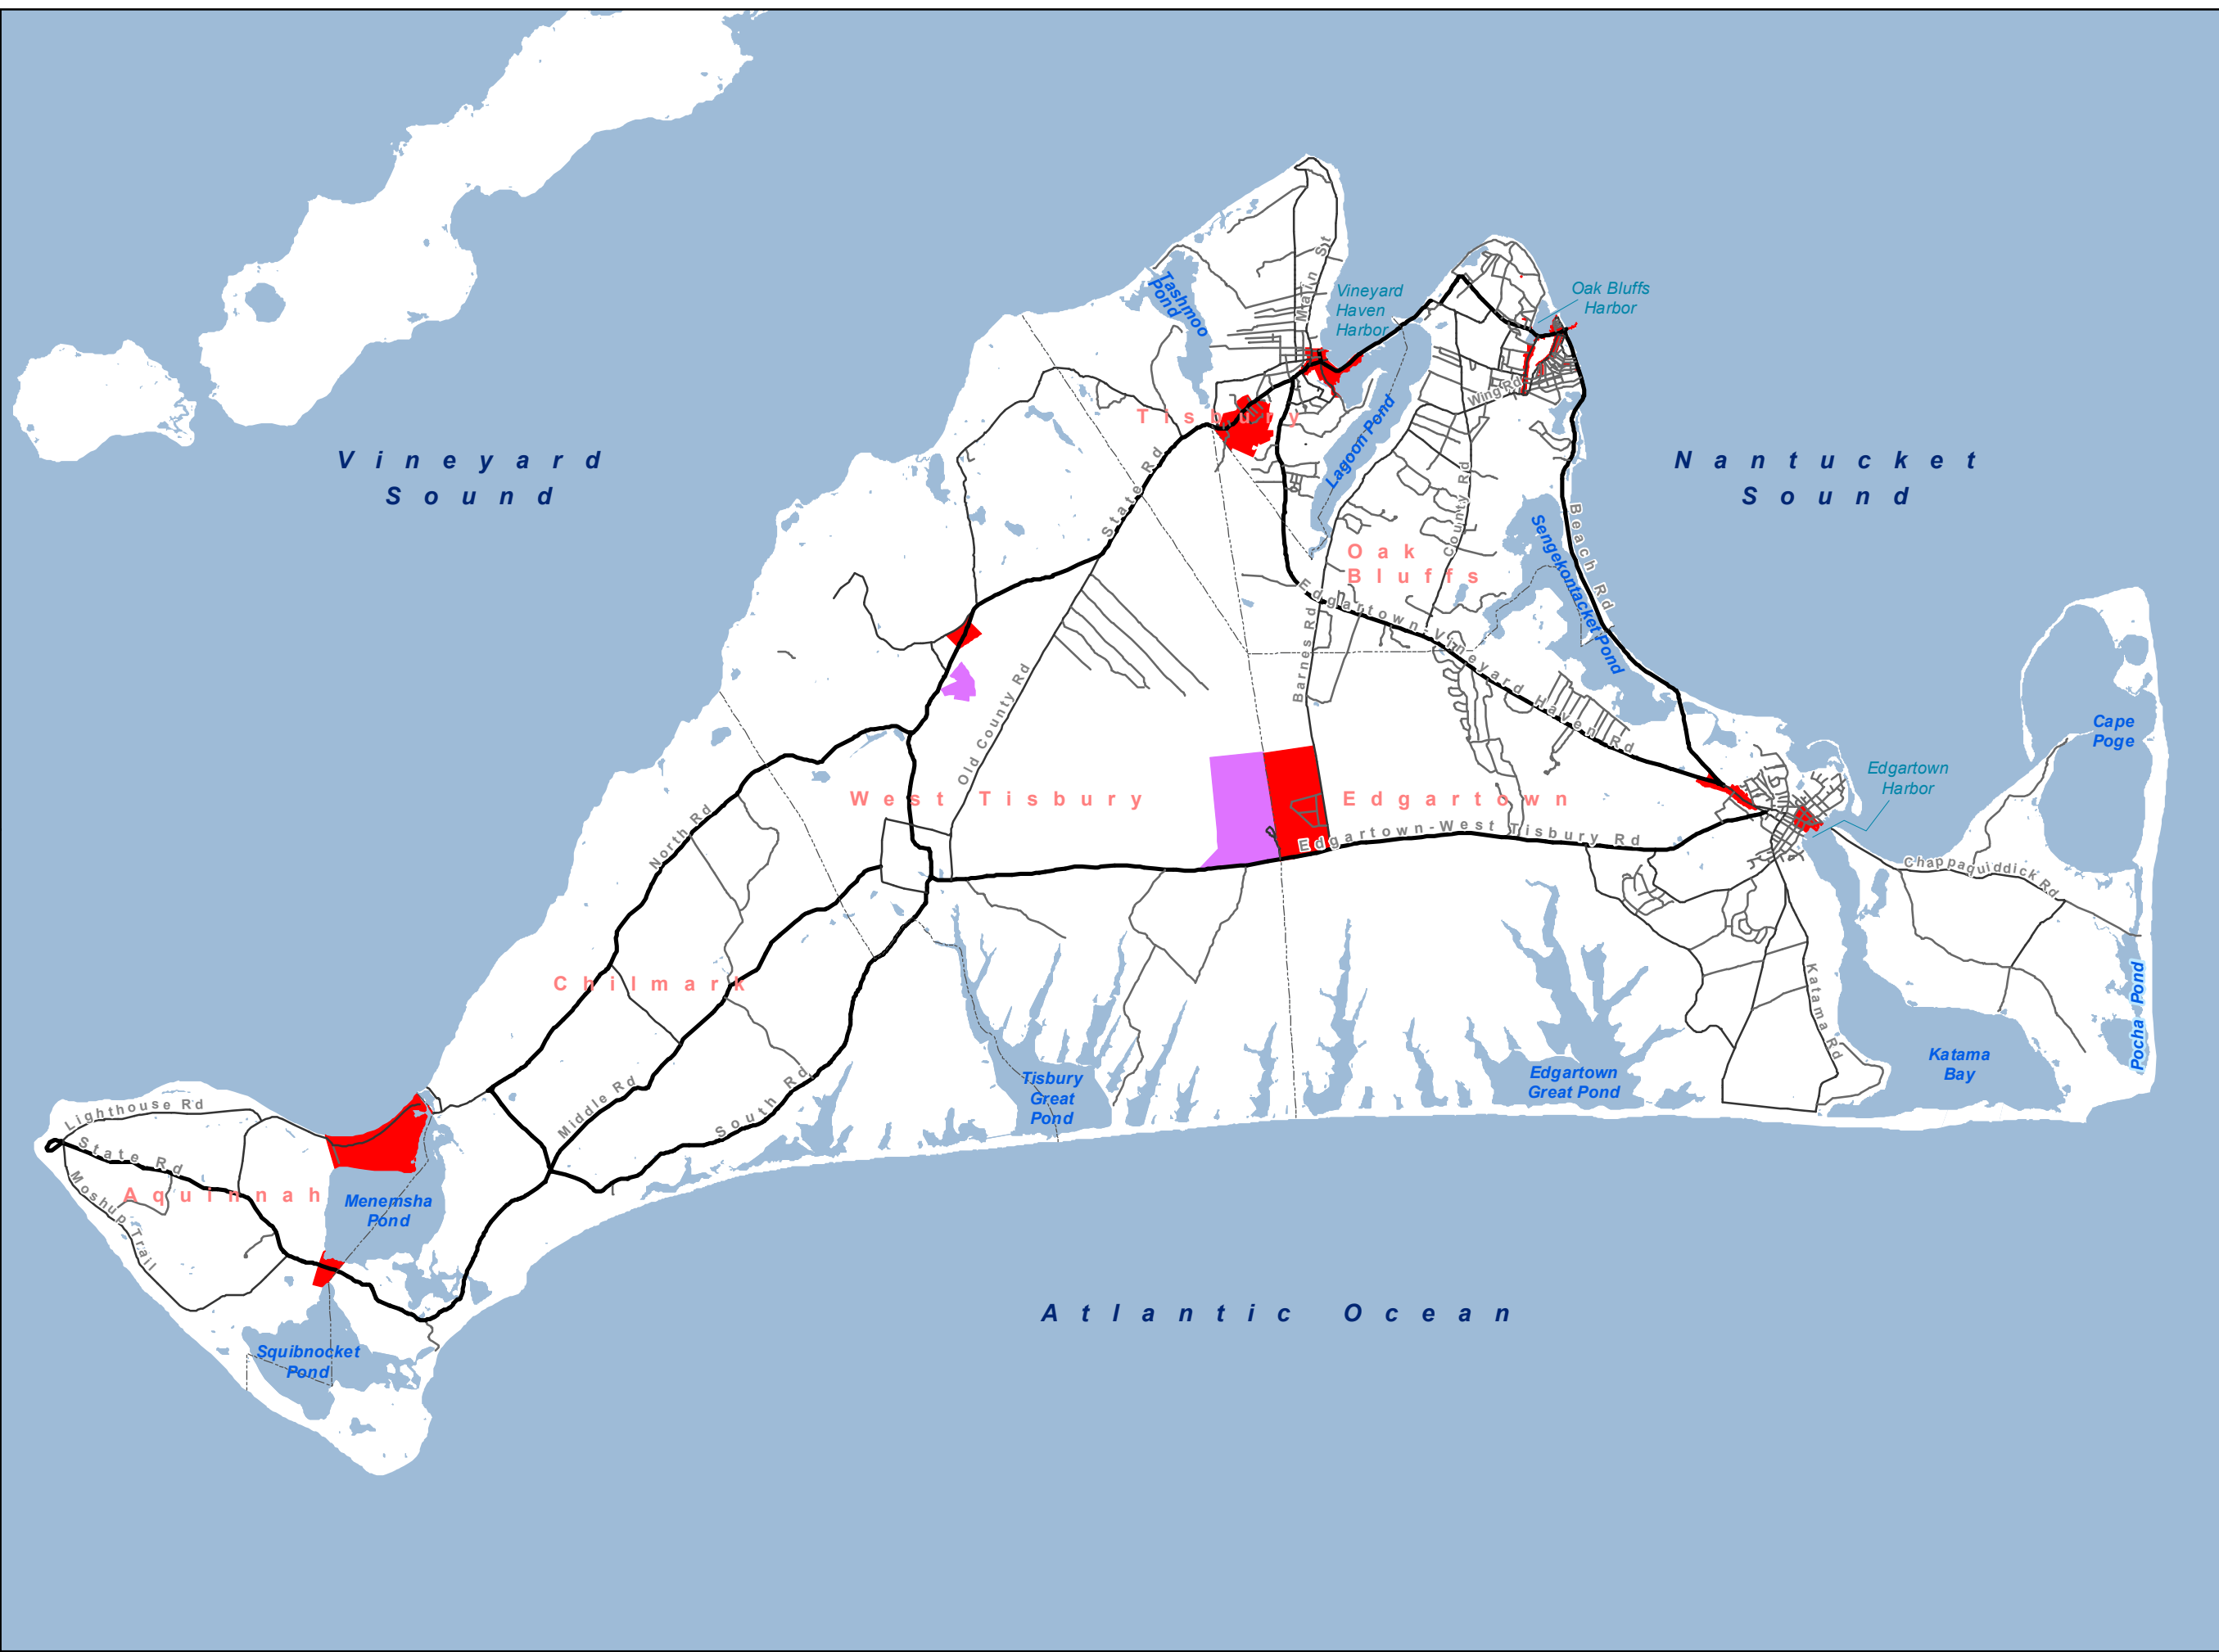 Vineyard
Sound
Nantucket
Sound
Atlantic Ocean
Tashmoo
Pond
Main St
Vineyard
Haven
Harbor
Oak Bluffs
Harbor
Wing Rd
Tisbury
Lagoon Pond
State Rd
County Rd
Beach Rd
Sengekontacket Pond
Oak
Bluffs
Edgartown-Vineyard Haven Rd
Barnes Rd
Old County Rd
Cape
Poge
Edgartown
Harbor
West Tisbury
Edgartown
Edgartown-West Tisbury Rd
North Rd
Chappaquiddick Rd
Chilmark
Katama Rd
Pocha Pond
Katama
Bay
Tisbury
Great
Pond
Edgartown
Great Pond
Middle Rd
South Rd
Lighthouse Rd
State Rd
Moshup Trail
Aquinnah
Menemsha
Pond
Squibnocket
Pond